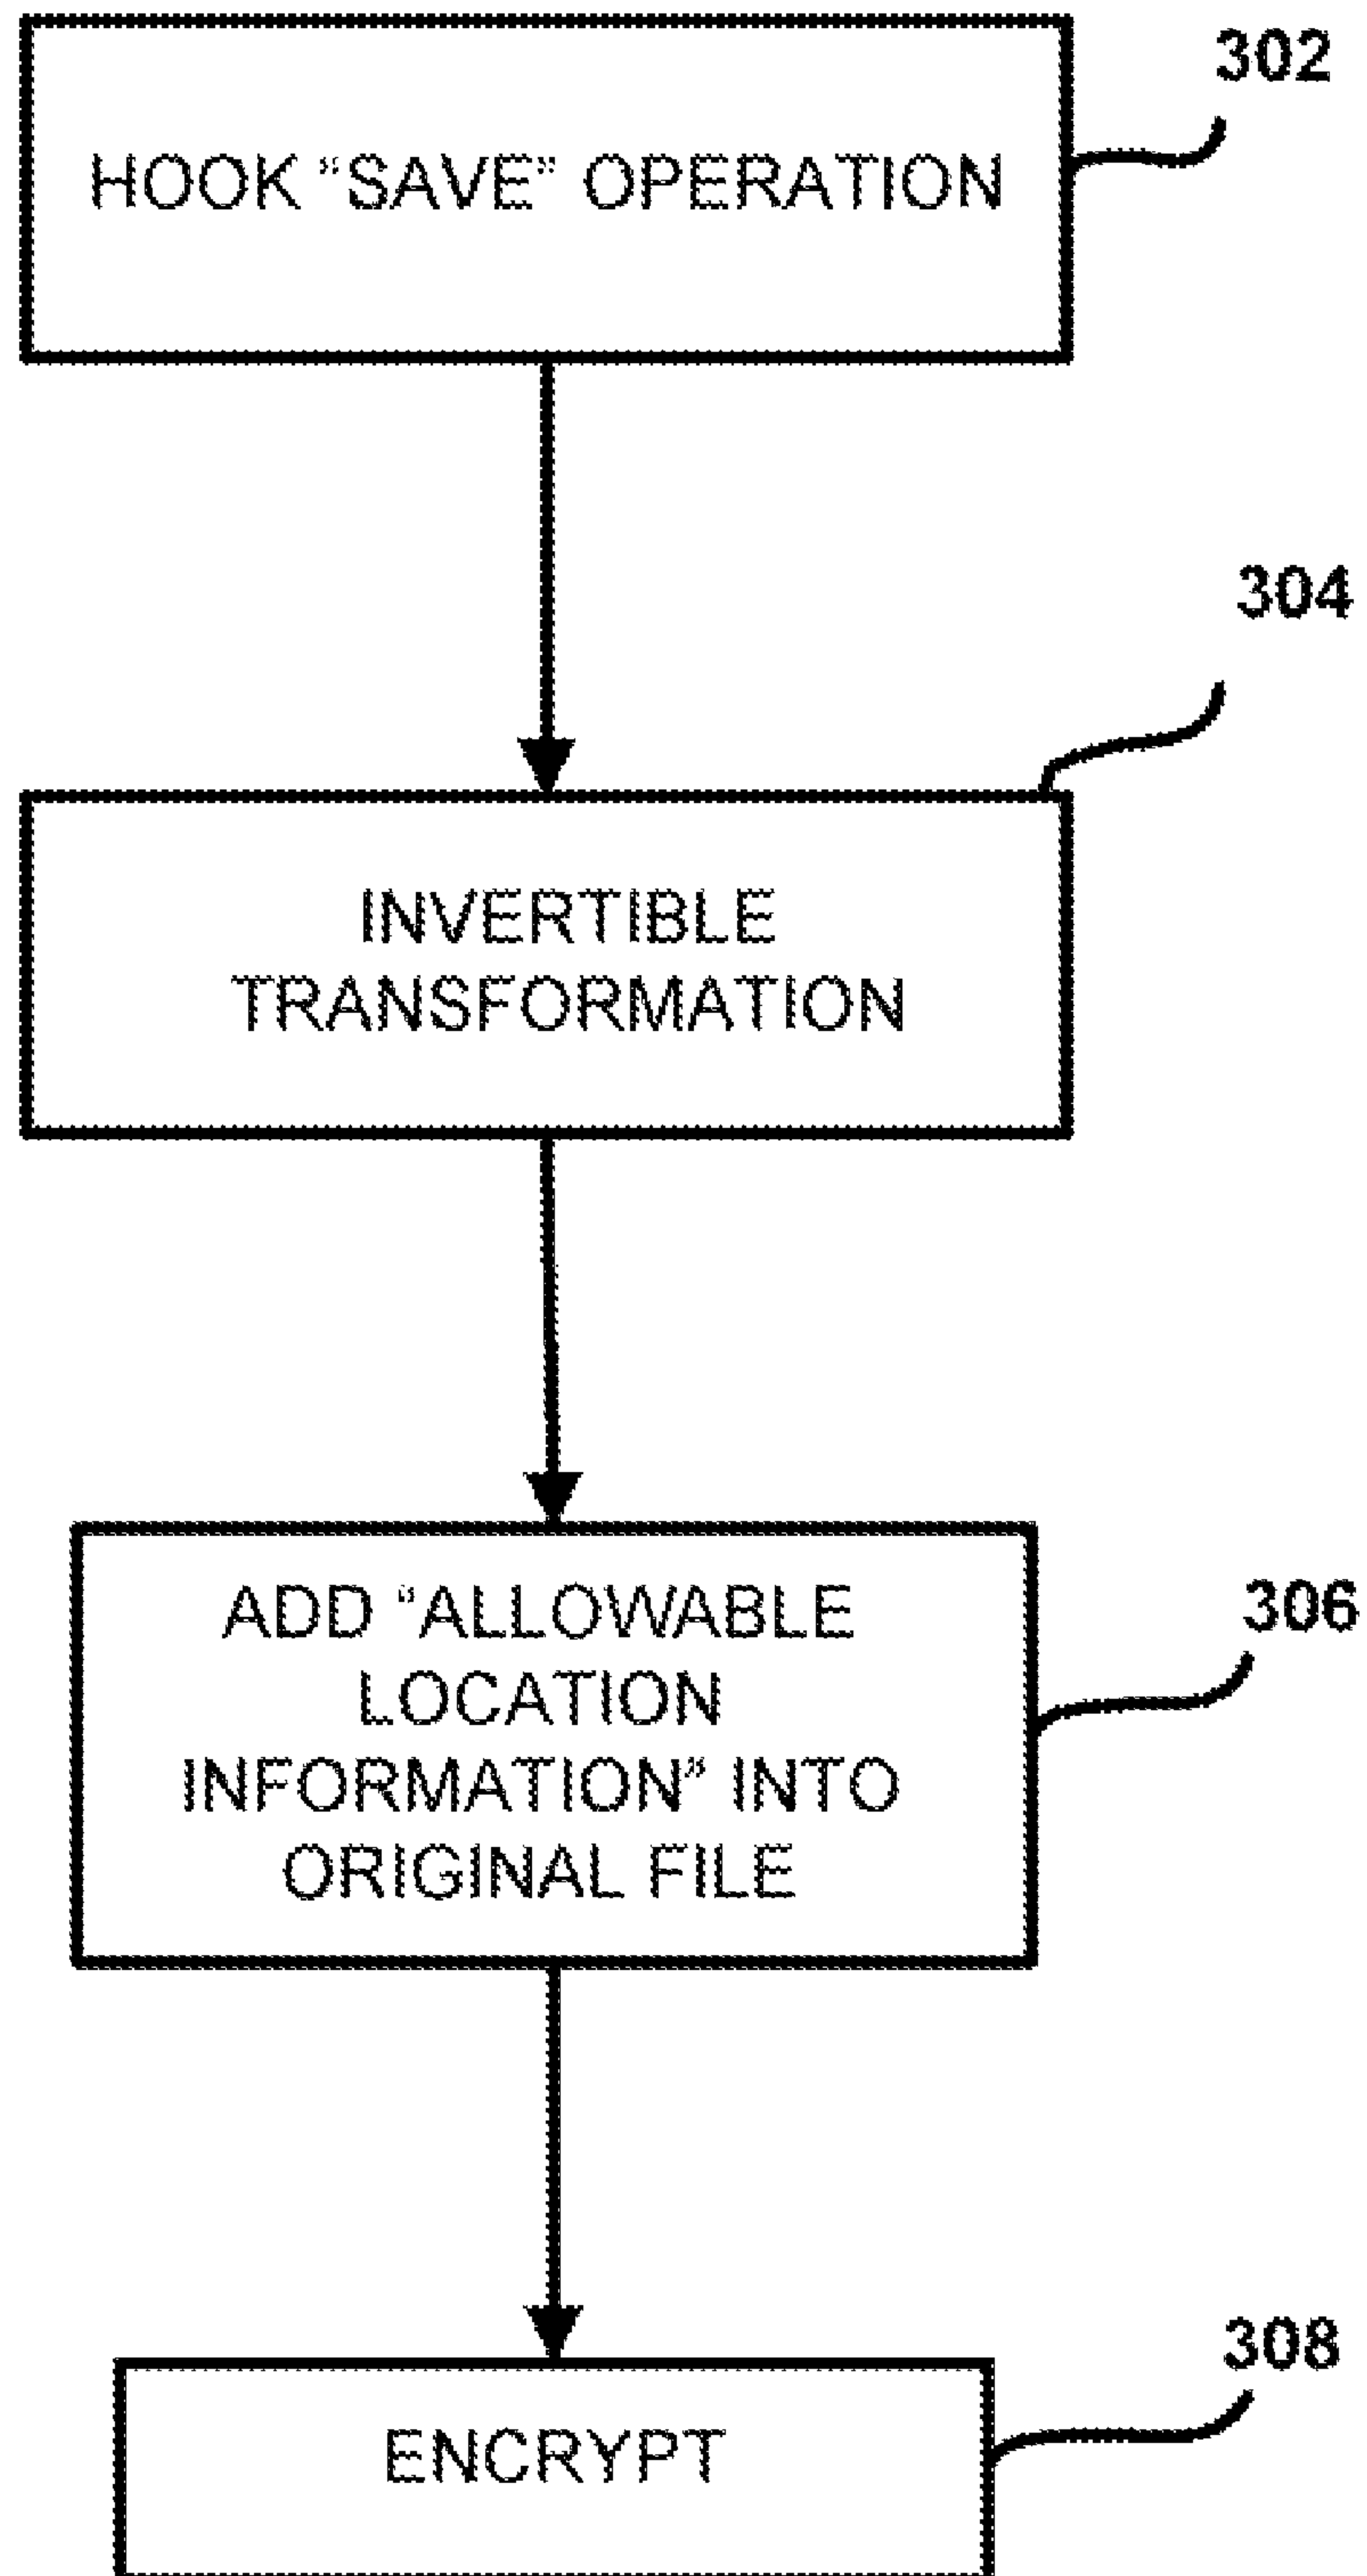 302
HOOK “SAVE” OPERATION
304
INVERTIBLE
TRANSFORMATION
ADD “ALLOWABLE
306
LOCATION
INFORMATION” INTO
ORIGINAL FILE
308
ENCRYPT